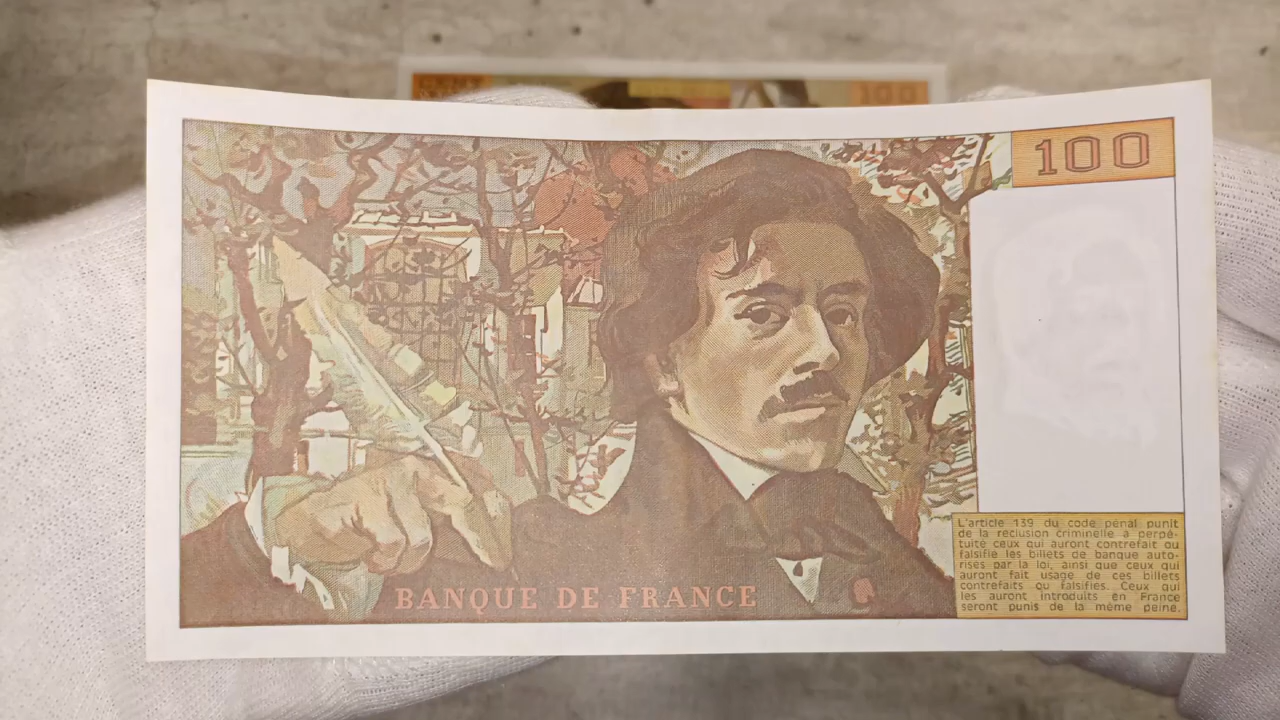 100
L'article 139 du code pénal punit
de la reclusion criminelle a perpé-
tuité ceux qui auront contrefait ou
falsifie les billets de banque auto-
risés par la loi, ainsi que ceux qui
auront fait usage de ces billets
contrefaits ou falsifiés. Ceux qui
les auront introduits en France
seront punis de la même peine.
BANQUE DE FRANCE